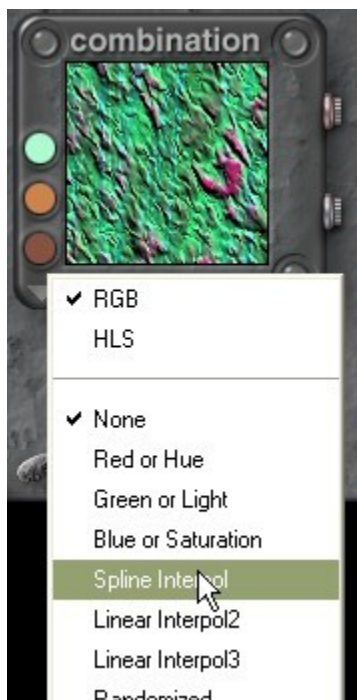 combination
RGB
HLS
None
Red or Hue
Green or Light
Blue or Saturation
Spline Interpol
Linear Interpol2
Linear Interpol3
Randomized